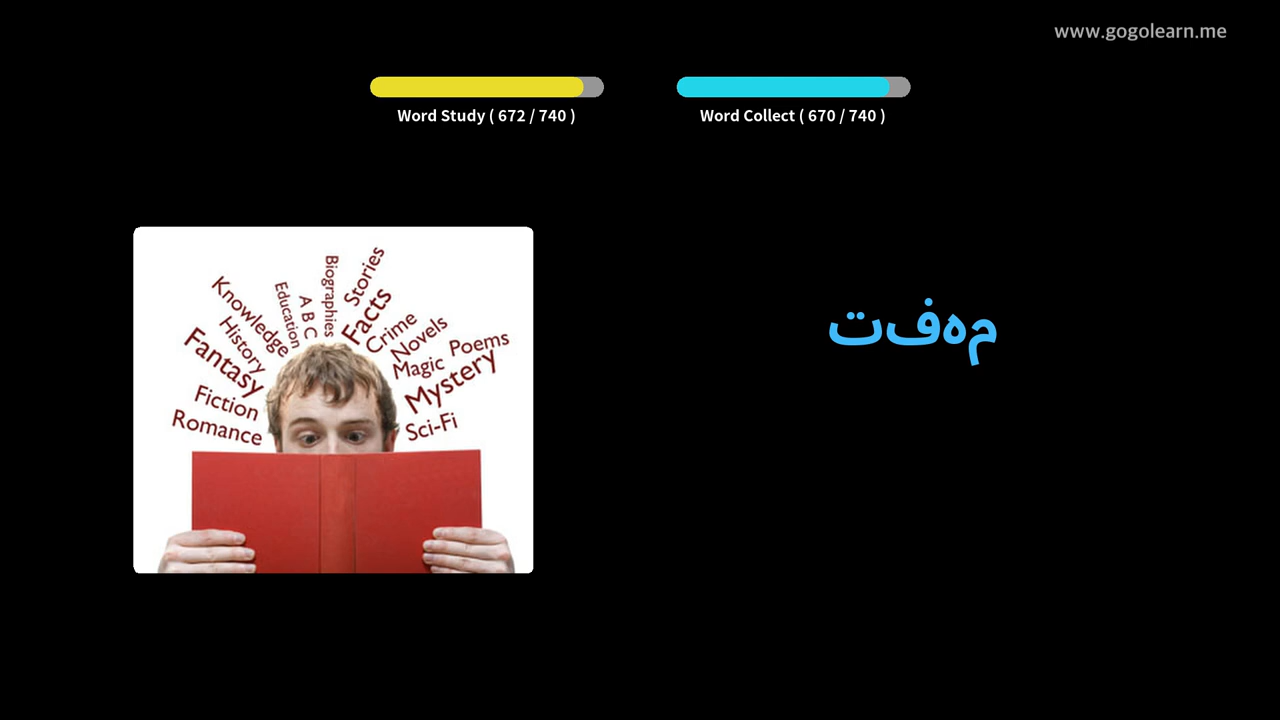 www.gogolearn.me
Word Study ( 672 / 740 )
Word Collect ( 670 / 740 )
Stories
Biographies
Facts
A B C
Education
Knowledge
Crime
History
Novels
Poems
Fantasy
Magic
Mystery
Fiction
Romance
Sci-Fi
مهفت